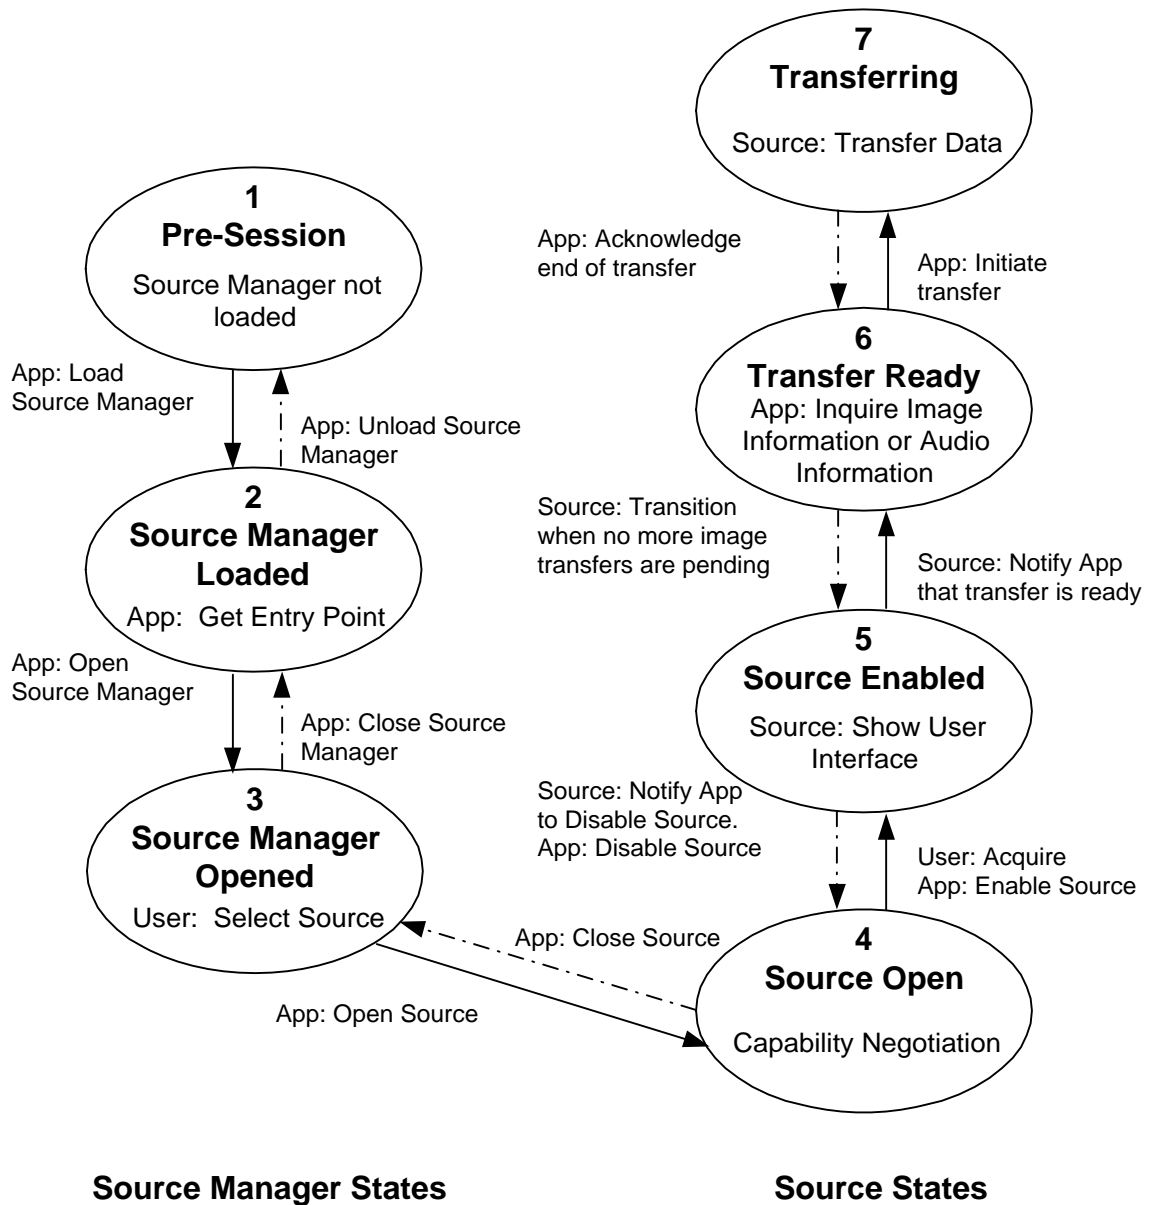 7
Transferring
Source: Transfer Data
1
Pre-Session
Source Manager not
loaded
App: Acknowledge
end of transfer
App: Initiate
transfer
App: Load
Source Manager
App: Unload Source
Manager
6
Transfer Ready
App: Inquire Image
Information or Audio
Information
2
Source Manager
Loaded
App:  Get Entry Point
Source: Transition
when no more image
transfers are pending
Source: Notify App
that transfer is ready
App: Open
Source Manager
App: Close Source
Manager
5
Source Enabled
Source: Show User
Interface
3
Source Manager
Opened
User:  Select Source
Source: Notify App
to Disable Source.
App: Disable Source
User: Acquire
App: Enable Source
App: Close Source
App: Open Source
4
Source Open
Capability Negotiation
Source Manager States
Source States